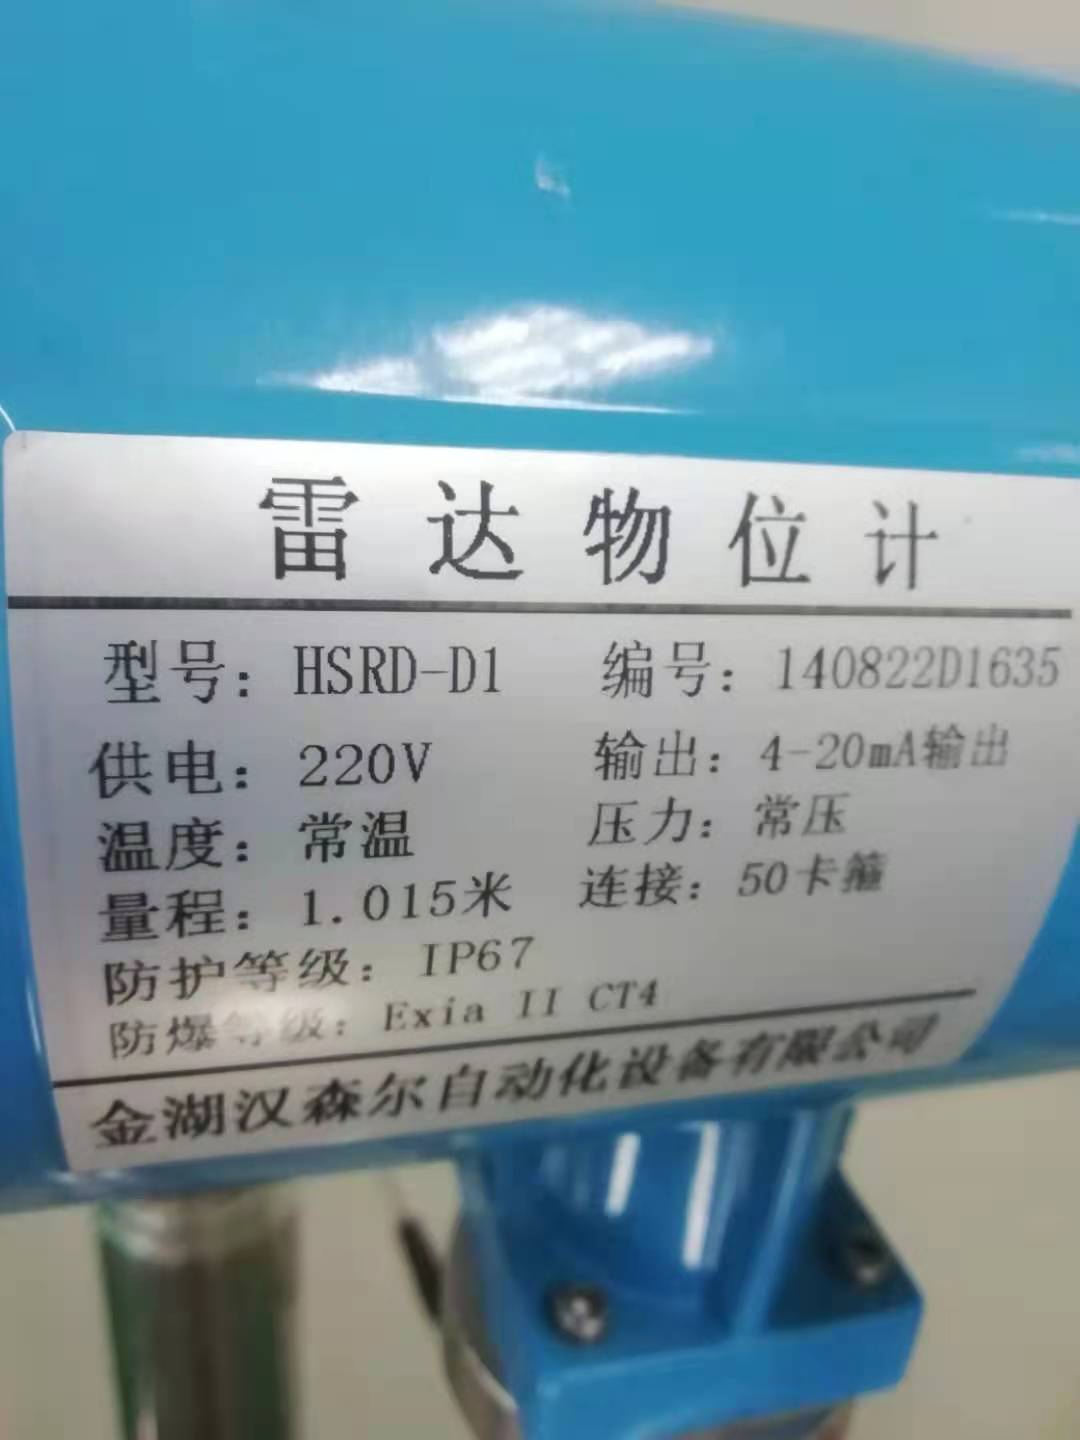 雷达物位计
型号：HSRD-D1 编号：140822D1635
供电：220V 输出：4-20mA输出
温度：常温 压力：常压
量程：1.015米 连接：50卡箍
防护等级：IP67
防爆等级：Exia II CT4
金湖汉森尔自动化设备有限公司